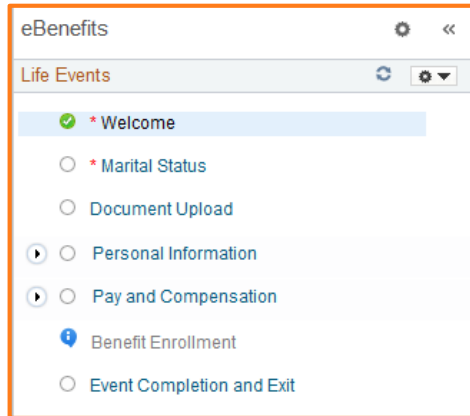 eBenefits
Life Events
* Welcome
* Marital Status
Document Upload
Personal Information
Pay and Compensation
Benefit Enrollment
Event Completion and Exit